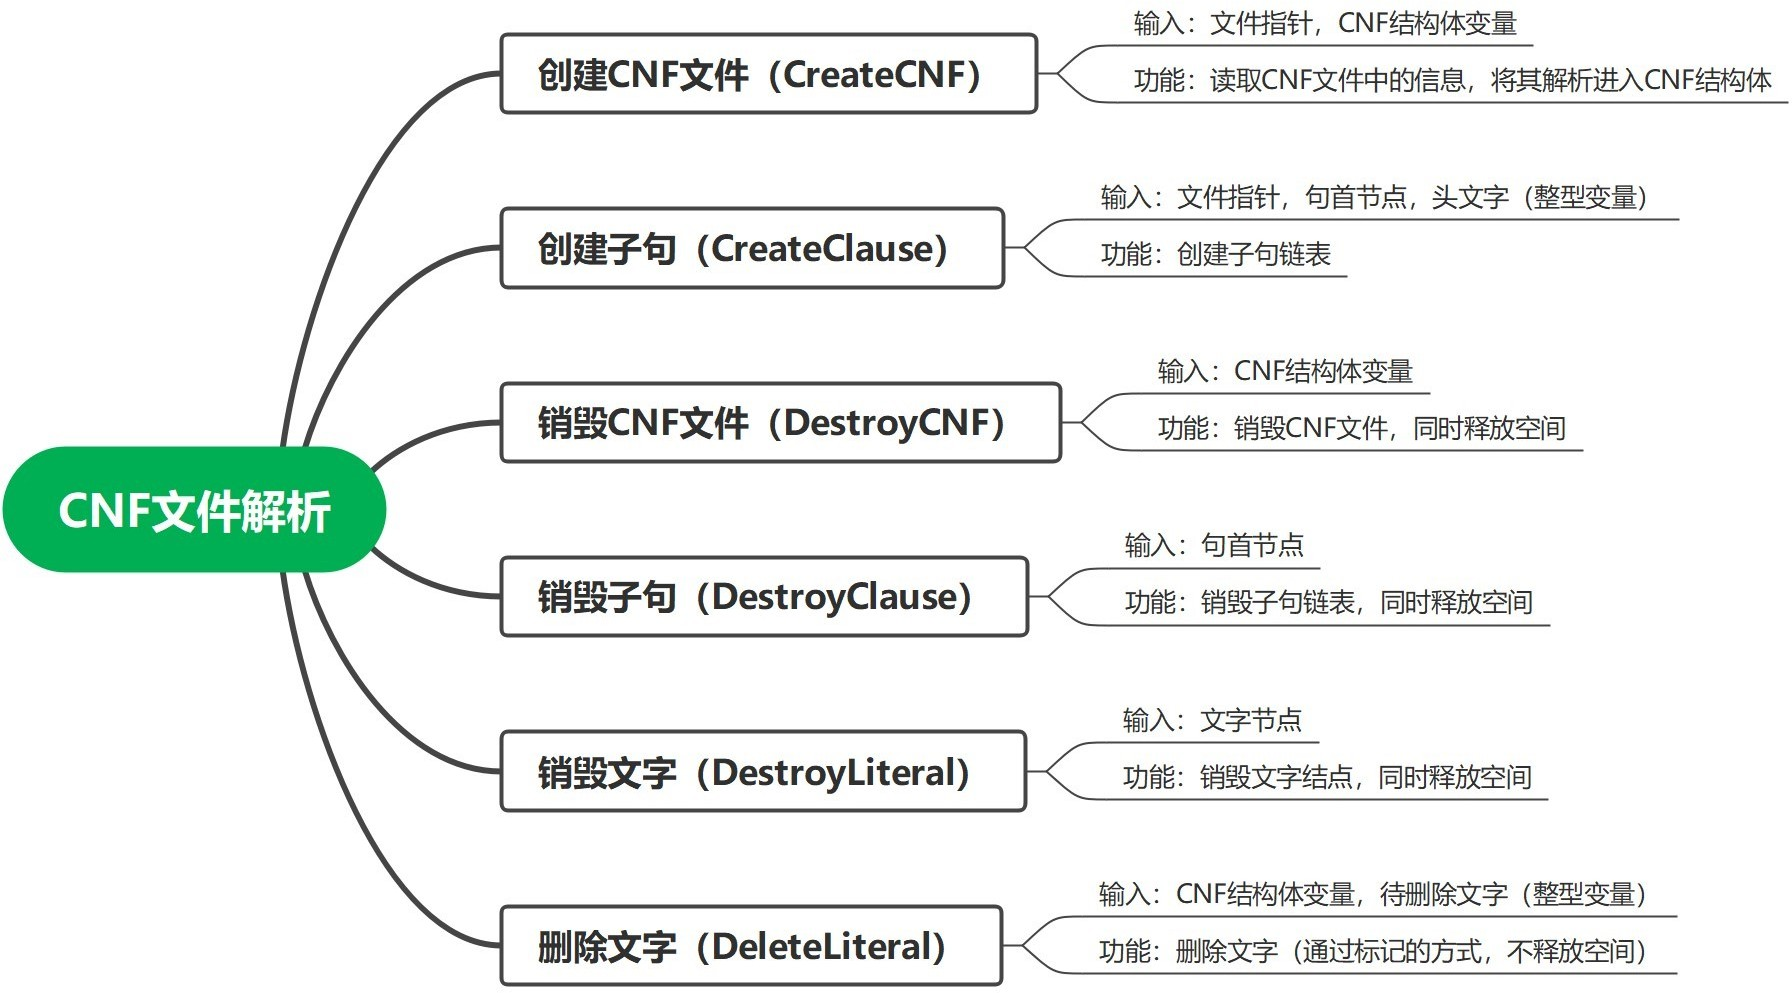 CNF文件解析
创建CNF文件（CreateCNF）
输入：文件指针，CNF结构体变量
功能：读取CNF文件中的信息，将其解析进入CNF结构体
创建子句（CreateClause）
输入：文件指针，句首节点，头文字（整型变量）
功能：创建子句链表
销毁CNF文件（DestroyCNF）
输入：CNF结构体变量
功能：销毁CNF文件，同时释放空间
销毁子句（DestroyClause）
输入：句首节点
功能：销毁子句链表，同时释放空间
销毁文字（DestroyLiteral）
输入：文字节点
功能：销毁文字结点，同时释放空间
删除文字（DeleteLiteral）
输入：CNF结构体变量，待删除文字（整型变量）
功能：删除文字（通过标记的方式，不释放空间）